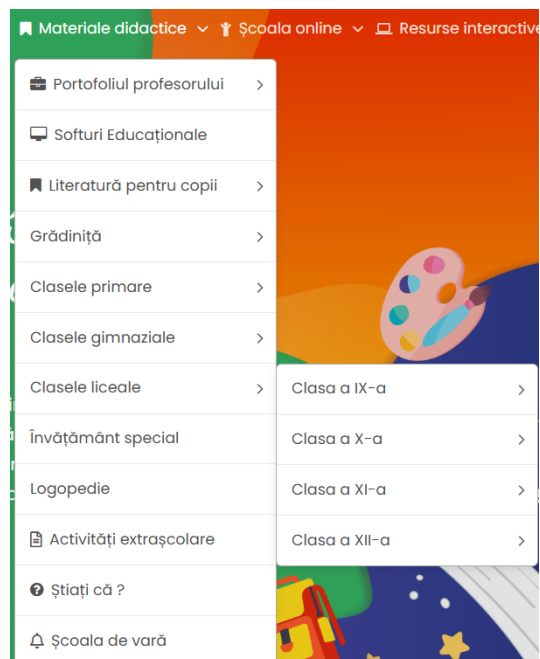 Materiale didactice Școala online Resurse interactive
Portofoliul profesorului
Softuri Educaționale
Literatură pentru copii
Grădiniță
Clasele primare
Clasele gimnaziale
Clasele liceale
Clasa a IX-a
Clasa a X-a
Clasa a XI-a
Clasa a XII-a
Învățământ special
Logopedie
Activități extrașcolare
Știați că ?
Școala de vară